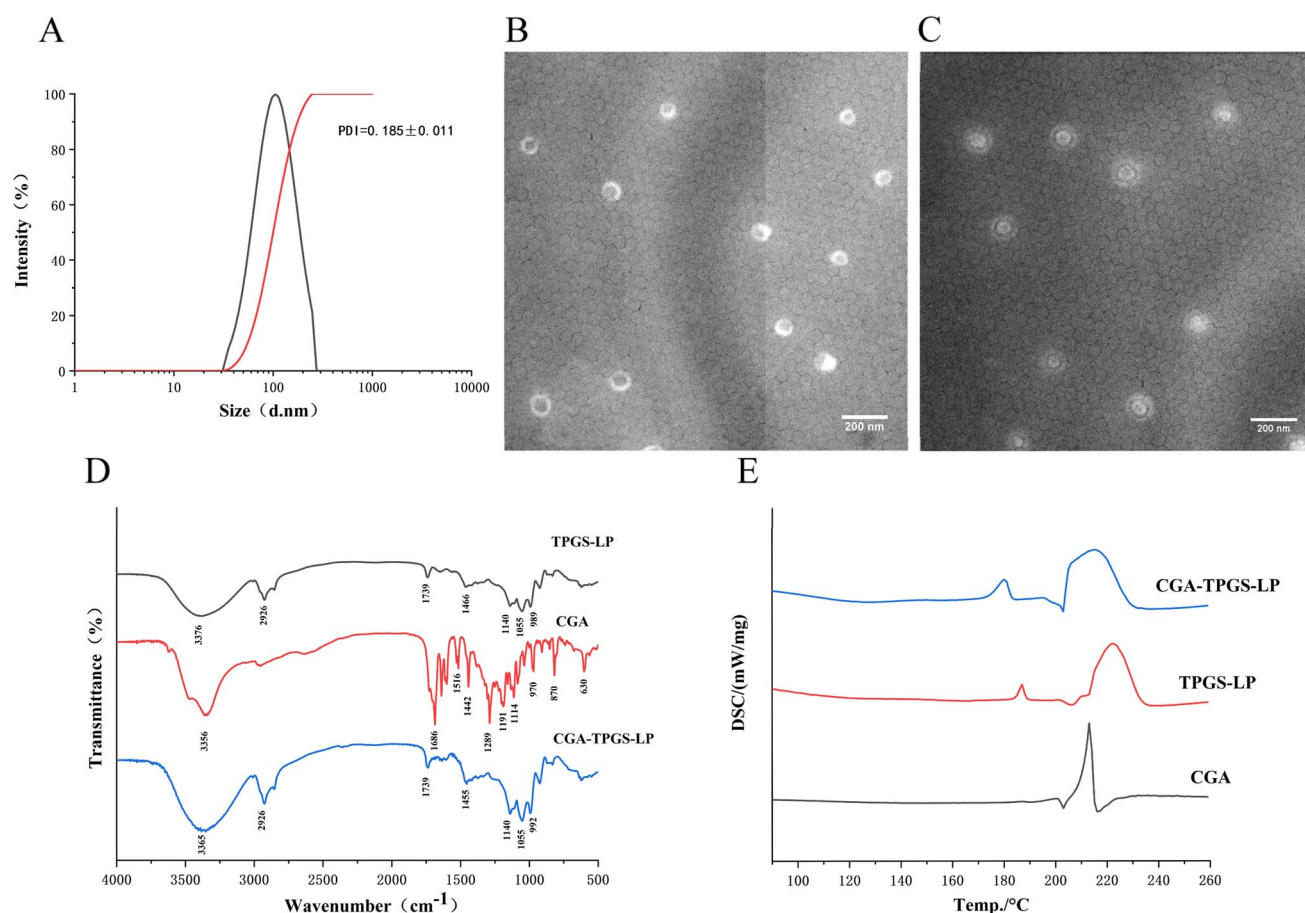 A
100
80
60
40
20
0
Intensity（%）
PDI=0.185±0.011
1
10
100
1000
10000
Size（d.nm）
B
200 nm
C
200 nm
D
Transmittance（%）
TPGS-LP
3376
2926
1739
1466
1140
1055
989
CGA
3356
1686
1516
1442
1289
1191
1114
970
870
630
CGA-TPGS-LP
3365
2926
1739
1455
1140
1055
992
4000
3500
3000
2500
2000
1500
1000
500
Wavenumber（cm⁻¹）
E
DSC/(mW/mg)
CGA-TPGS-LP
TPGS-LP
CGA
100
120
140
160
180
200
220
240
260
Temp./°C